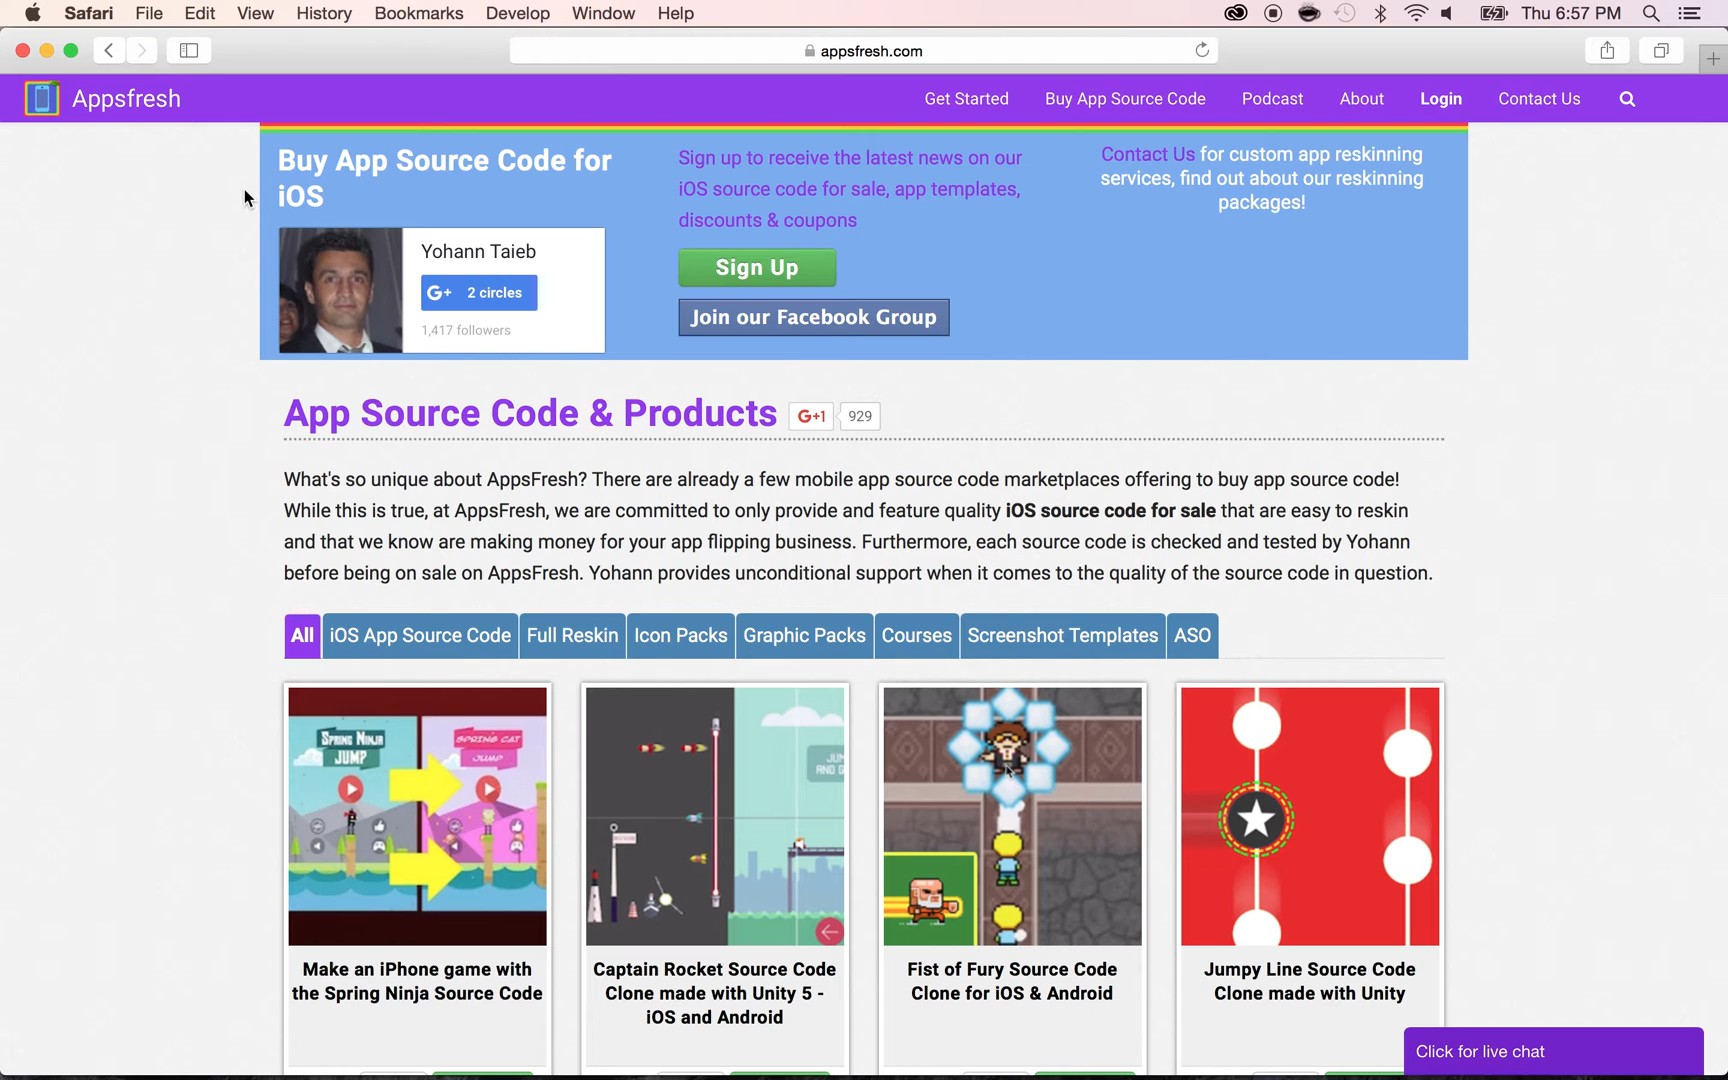 Safari File Edit View History Bookmarks Develop Window Help Thu 6:57 PM
appsfresh.com
Appsfresh Get Started Buy App Source Code Podcast About Login Contact Us
Buy App Source Code for
iOS
Yohann Taieb
G+ 2 circles
1,417 followers
Sign up to receive the latest news on our
iOS source code for sale, app templates,
discounts & coupons
Sign Up
Join our Facebook Group
Contact Us for custom app reskinning
services, find out about our reskinning
packages!
App Source Code & Products G+1 929
What's so unique about AppsFresh? There are already a few mobile app source code marketplaces offering to buy app source code!
While this is true, at AppsFresh, we are committed to only provide and feature quality iOS source code for sale that are easy to reskin
and that we know are making money for your app flipping business. Furthermore, each source code is checked and tested by Yohann
before being on sale on AppsFresh. Yohann provides unconditional support when it comes to the quality of the source code in question.
All iOS App Source Code Full Reskin Icon Packs Graphic Packs Courses Screenshot Templates ASO
SPRING NINJA
JUMP
SPRING CAT
JUMP
JUM
AND G
Make an iPhone game with
the Spring Ninja Source Code
Captain Rocket Source Code
Clone made with Unity 5 -
iOS and Android
Fist of Fury Source Code
Clone for iOS & Android
Jumpy Line Source Code
Clone made with Unity
Click for live chat